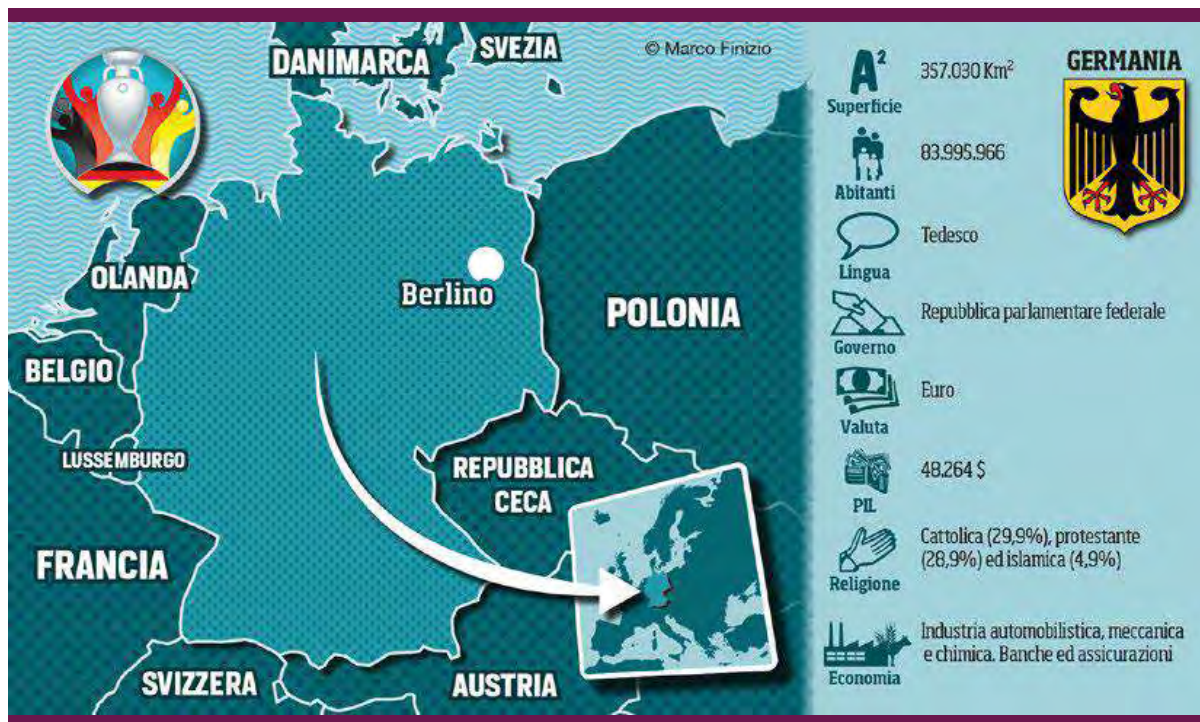 DANIMARCA
SVEZIA
© Marco Finizio
OLANDA
Berlino
POLONIA
BELGIO
LUSSEMBURGO
REPUBBLICA
CECA
FRANCIA
SVIZZERA
AUSTRIA
GERMANIA
A²
Superficie
357.030 Km²
Abitanti
83.995.966
Lingua
Tedesco
Governo
Repubblica parlamentare federale
Valuta
Euro
PIL
48.264 $
Religione
Cattolica (29,9%), protestante
(28,9%) ed islamica (4,9%)
Economia
Industria automobilistica, meccanica
e chimica. Banche ed assicurazioni